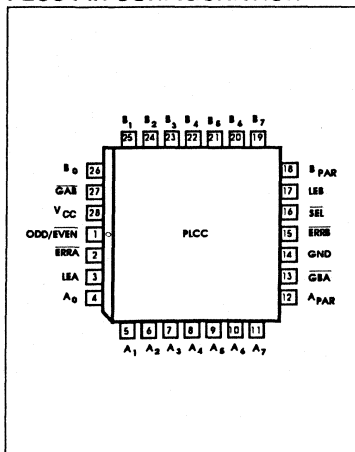 B1 B2 B3 B4 B5 B6 B7
25 24 23 22 21 20 19
B0 26
GAB 27
VCC 28
ODD/EVEN 1
ERRA 2
LEA 3
A0 4
PLCC
18 BPAR
17 LEB
16 SEL
15 ERRB
14 GND
13 GBA
12 APAR
5 6 7 8 9 10 11
A1 A2 A3 A4 A5 A6 A7